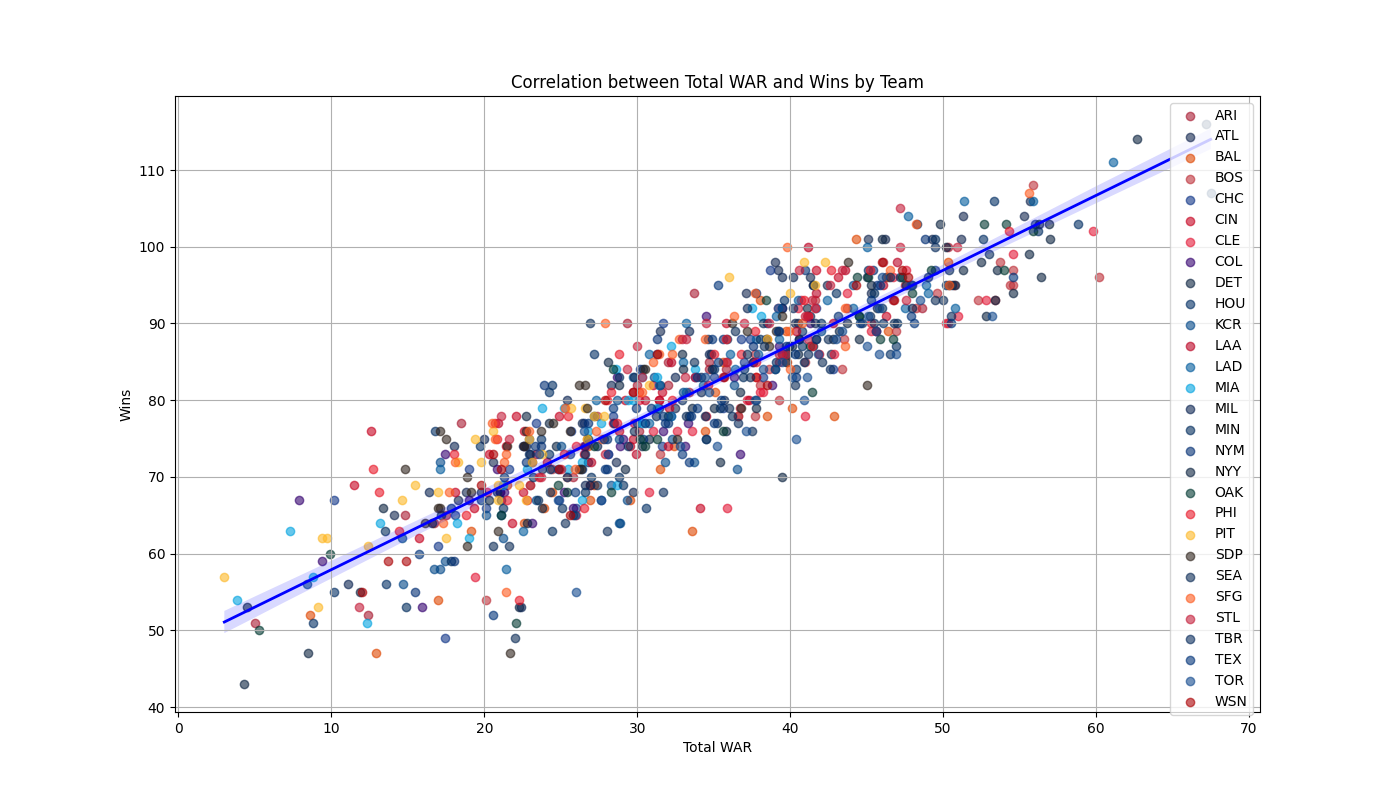 Correlation between Total WAR and Wins by Team
Wins
110
100
90
80
70
60
50
40
0 10 20 30 40 50 60 70
Total WAR
ARI
ATL
BAL
BOS
CHC
CIN
CLE
COL
DET
HOU
KCR
LAA
LAD
MIA
MIL
MIN
NYM
NYY
OAK
PHI
PIT
SDP
SEA
SFG
STL
TBR
TEX
TOR
WSN